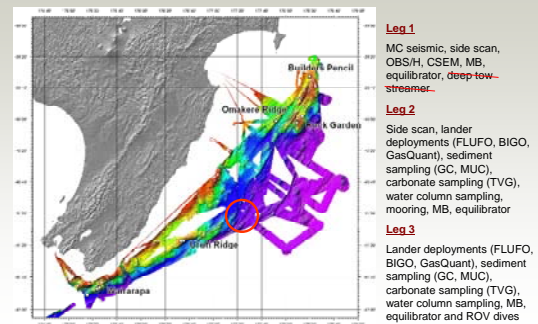 Builders Pencil
Omakere Ridge
Rock Garden
Opouawe Ridge
Wairarapa
Leg 1
MC seismic, side scan,
OBS/H, CSEM, MB,
equilibrator, deep tow
streamer
Leg 2
Side scan, lander
deployments (FLUFO, BIGO,
GasQuant), sediment
sampling (GC, MUC),
carbonate sampling (TVG),
water column sampling,
mooring, MB, equilibrator
Leg 3
Lander deployments (FLUFO,
BIGO, GasQuant), sediment
sampling (GC, MUC),
carbonate sampling (TVG),
water column sampling, MB,
equilibrator and ROV dives